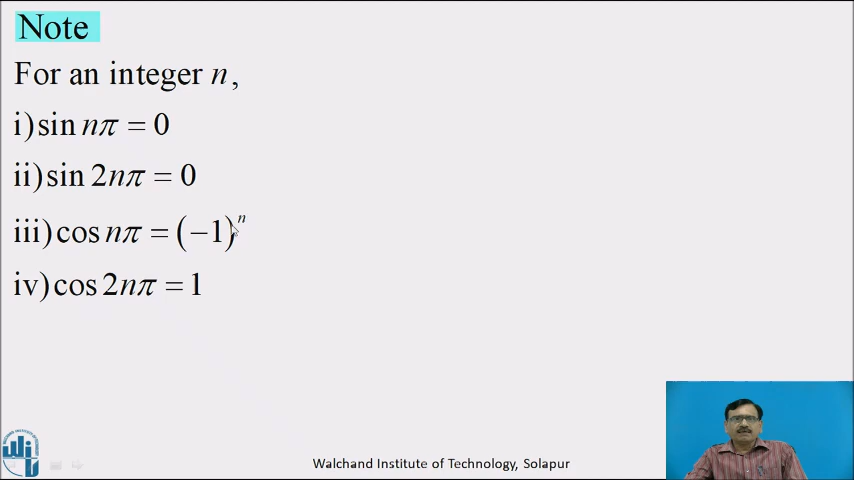 Note
For an integer n,
i) sin nπ = 0
ii) sin 2nπ = 0
iii) cos nπ = (−1)ⁿ
iv) cos 2nπ = 1
Walchand Institute of Technology, Solapur